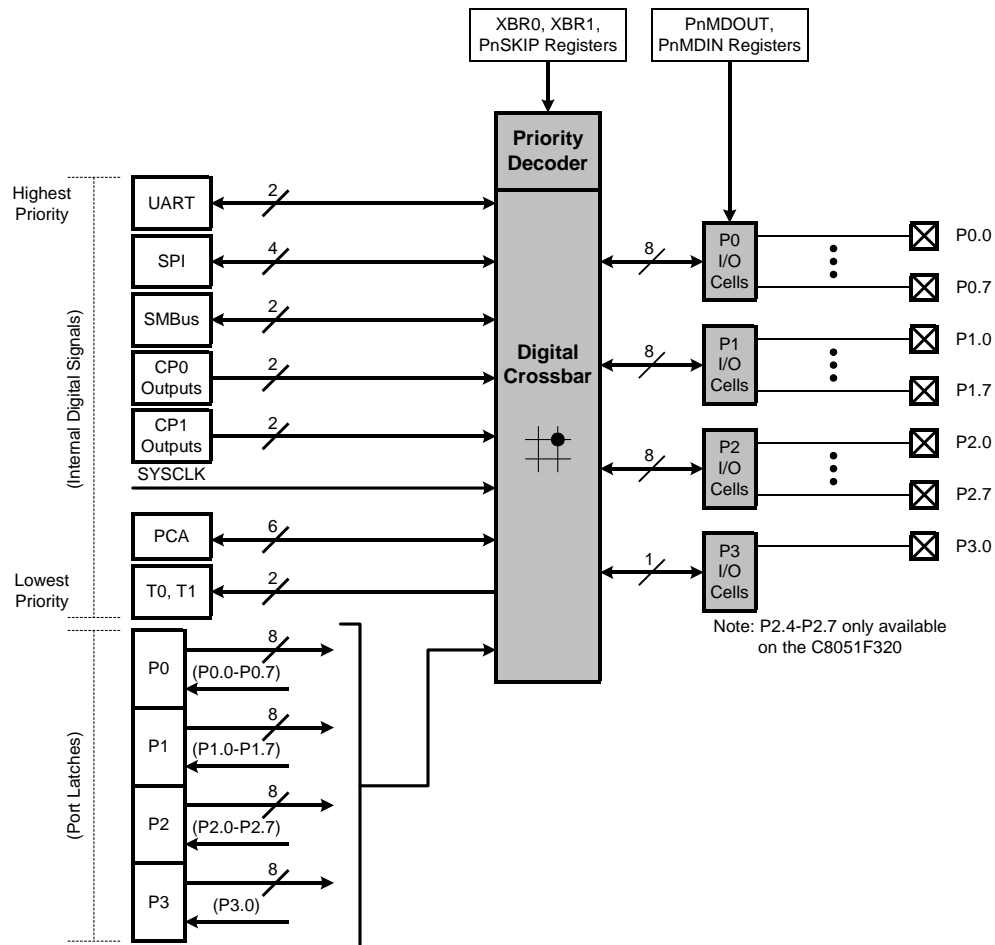 XBR0, XBR1,
PnSKIP Registers
PnMDOUT,
PnMDIN Registers
Priority
Decoder
Highest
Priority
(Internal Digital Signals)
Lowest
Priority
UART
2
SPI
4
SMBus
2
CP0
Outputs
2
CP1
Outputs
2
SYSCLK
PCA
6
T0, T1
2
Digital
Crossbar
8
P0
I/O
Cells
P0.0
P0.7
8
P1
I/O
Cells
P1.0
P1.7
8
P2
I/O
Cells
P2.0
P2.7
1
P3
I/O
Cells
P3.0
Note: P2.4-P2.7 only available
on the C8051F320
(Port Latches)
P0
8
(P0.0-P0.7)
P1
8
(P1.0-P1.7)
P2
8
(P2.0-P2.7)
P3
8
(P3.0)